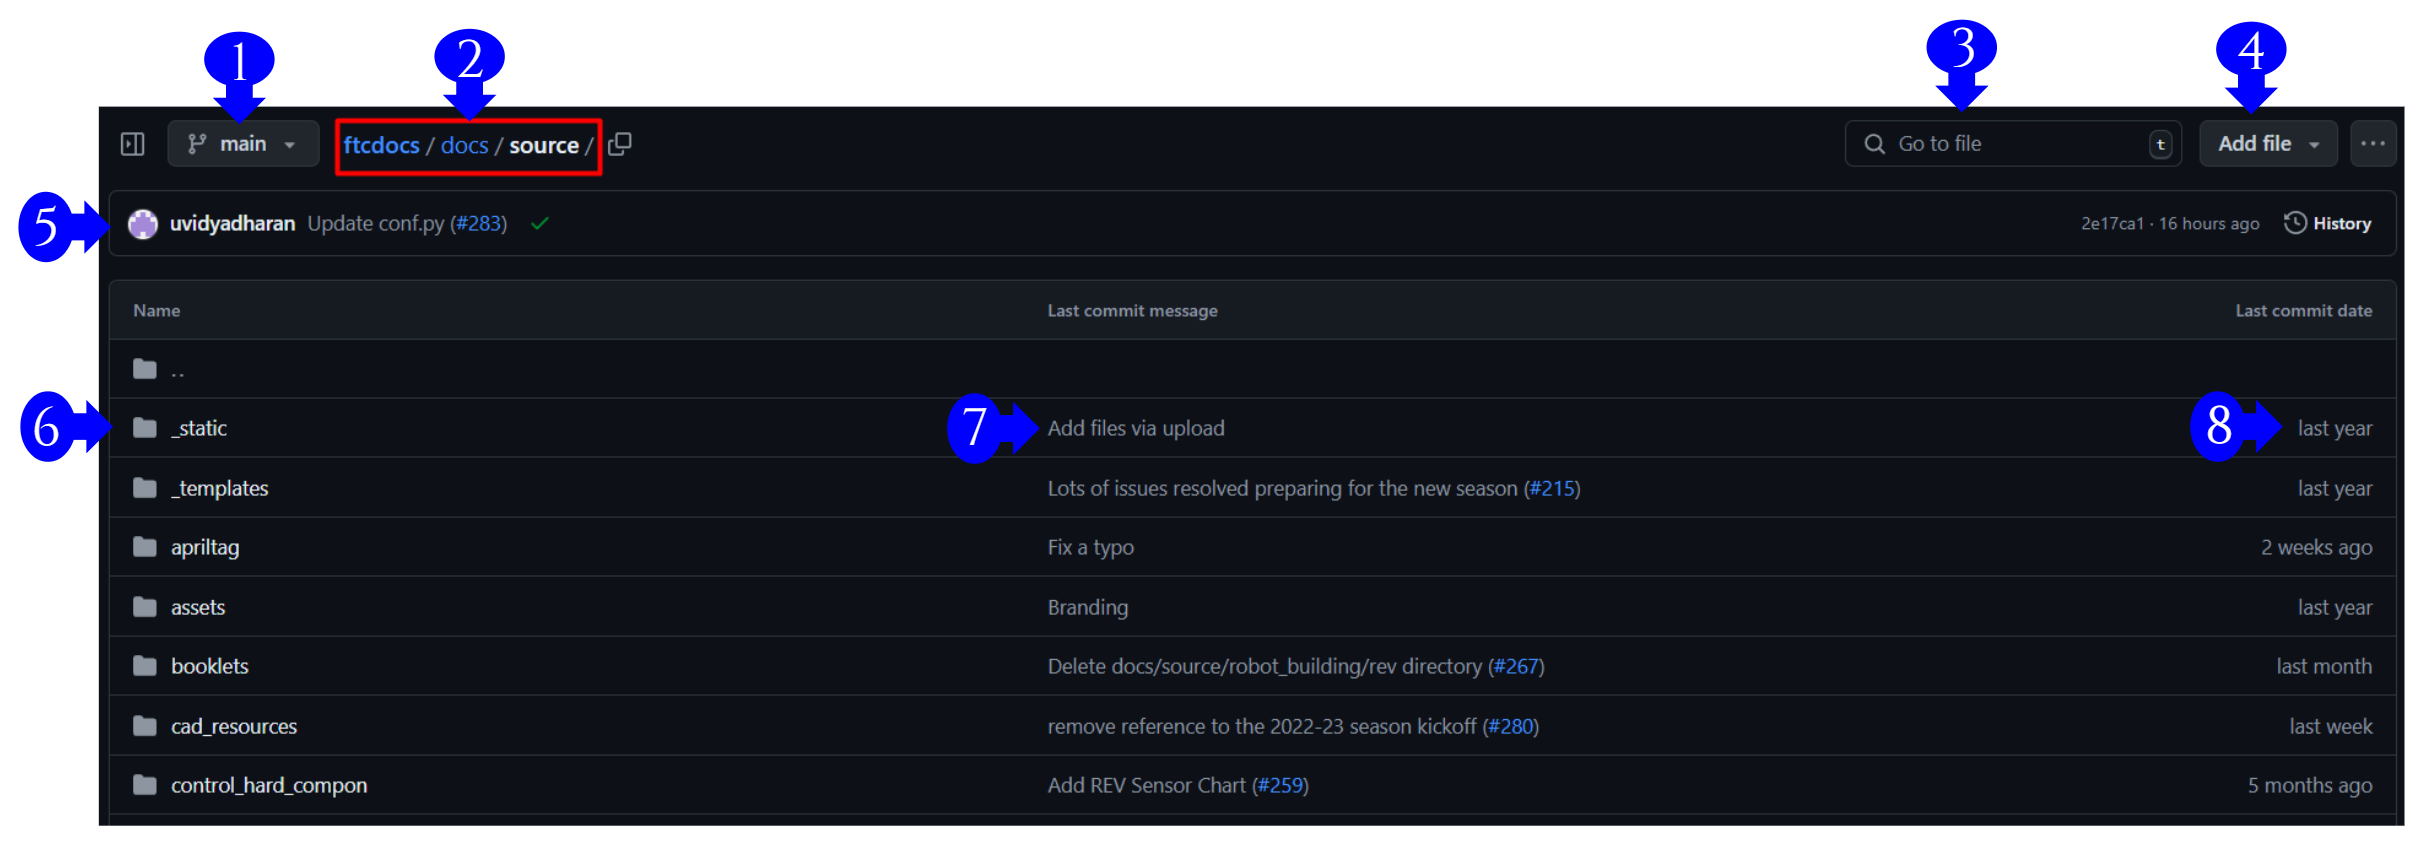 1 2 3 4
main ftcdocs / docs / source / Go to file t Add file ...
5 uvidyadharan Update conf.py (#283) 2e17ca1 · 16 hours ago History
Name Last commit message Last commit date
..
6 _static 7 Add files via upload 8 last year
_templates Lots of issues resolved preparing for the new season (#215) last year
apriltag Fix a typo 2 weeks ago
assets Branding last year
booklets Delete docs/source/robot_building/rev directory (#267) last month
cad_resources remove reference to the 2022-23 season kickoff (#280) last week
control_hard_compon Add REV Sensor Chart (#259) 5 months ago